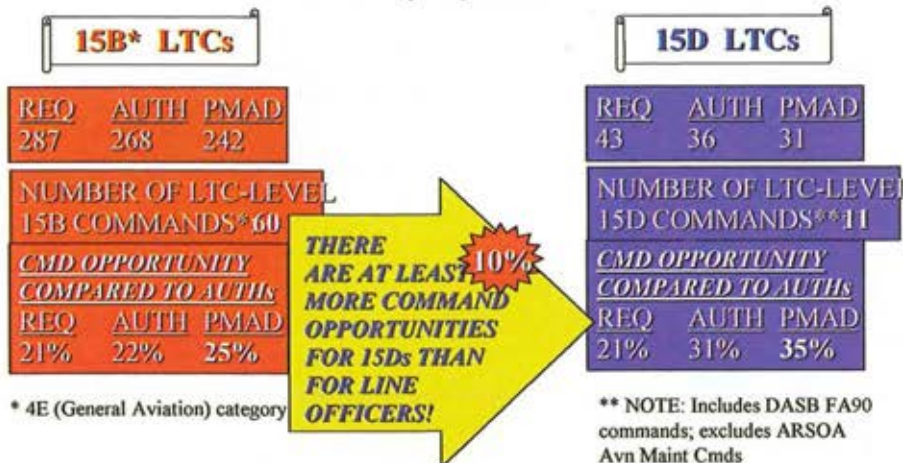 15B* LTCs
REQ AUTH PMAD
287 268 242
NUMBER OF LTC-LEVEL
15B COMMANDS* 60
CMD OPPORTUNITY
COMPARED TO AUTHs
REQ AUTH PMAD
21% 22% 25%
* 4E (General Aviation) category
THERE
ARE AT LEAST 10%
MORE COMMAND
OPPORTUNITIES
FOR 15Ds THAN
FOR LINE
OFFICERS!
15D LTCs
REQ AUTH PMAD
43 36 31
NUMBER OF LTC-LEVEL
15D COMMANDS** 11
CMD OPPORTUNITY
COMPARED TO AUTHs
REQ AUTH PMAD
21% 31% 35%
** NOTE: Includes DASB FA90
commands; excludes ARSOA
Avn Maint Cmds